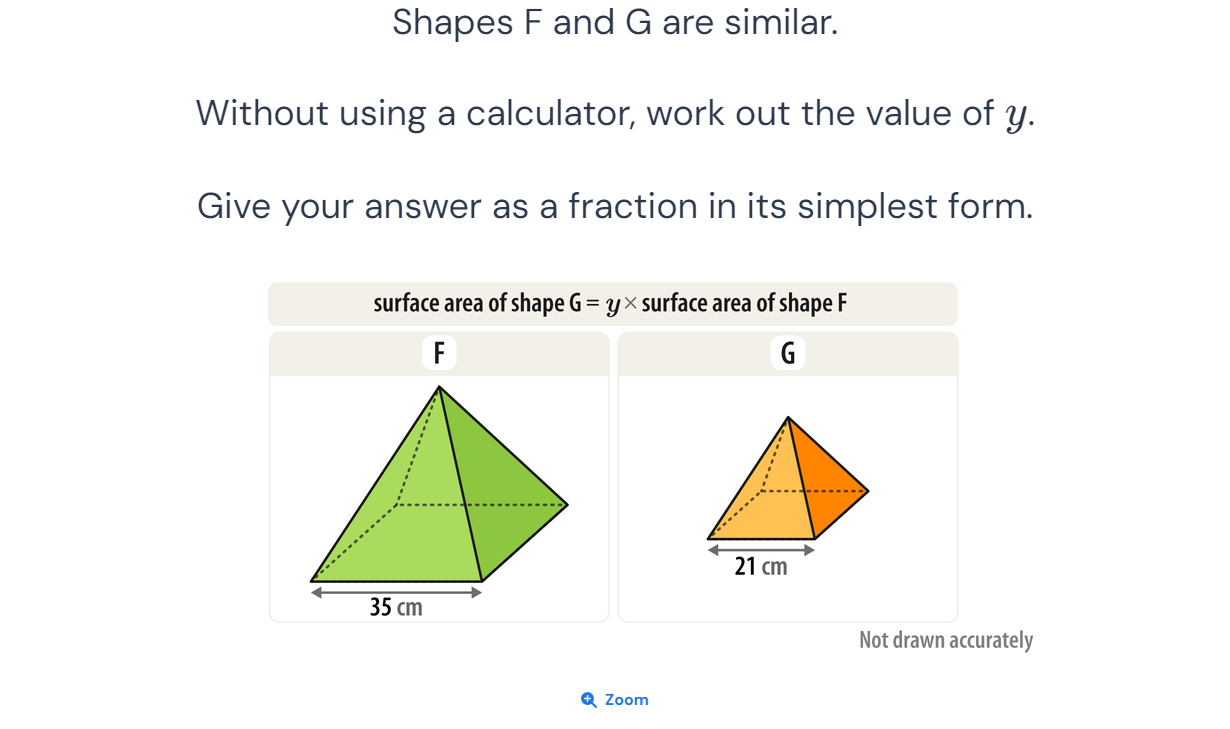 Shapes F and G are similar.
Without using a calculator, work out the value of y.
Give your answer as a fraction in its simplest form.
surface area of shape G = y × surface area of shape F
F
G
21 cm
35 cm
Not drawn accurately
Zoom